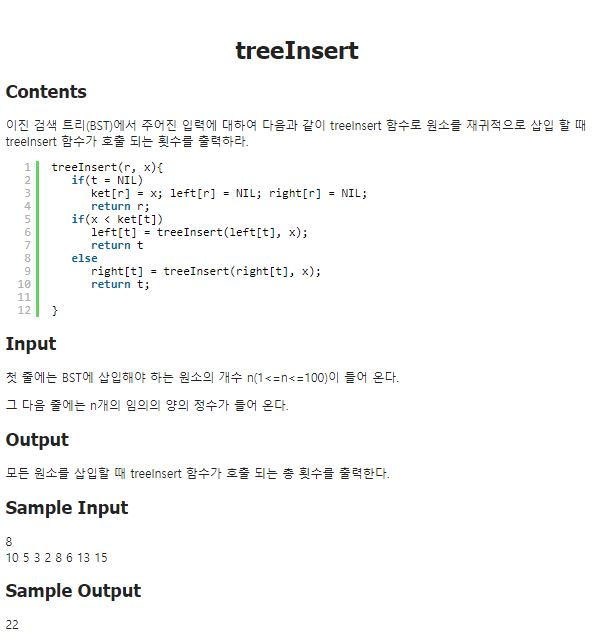 treeInsert
Contents
이진 검색 트리(BST)에서 주어진 입력에 대하여 다음과 같이 treeInsert 함수로 원소를 재귀적으로 삽입 할 때
treeInsert 함수가 호출 되는 횟수를 출력하라.
1 treeInsert(r, x){
2 if(t = NIL)
3 ket[r] = x; left[r] = NIL; right[r] = NIL;
4 return r;
5 if(x < ket[t])
6 left[t] = treeInsert(left[t], x);
7 return t
8 else
9 right[t] = treeInsert(right[t], x);
10 return t;
11
12 }
Input
첫 줄에는 BST에 삽입해야 하는 원소의 개수 n(1<=n<=100)이 들어 온다.
그 다음 줄에는 n개의 임의의 양의 정수가 들어 온다.
Output
모든 원소를 삽입할 때 treeInsert 함수가 호출 되는 총 횟수를 출력한다.
Sample Input
8
10 5 3 2 8 6 13 15
Sample Output
22